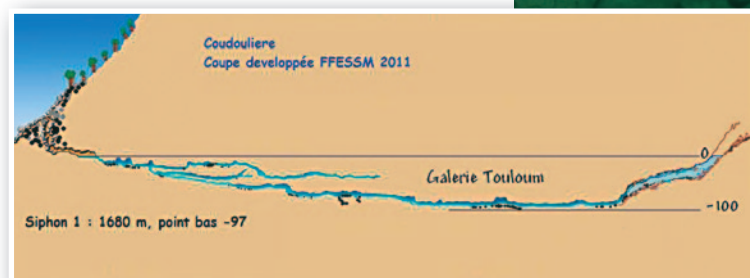 Coudouliere
Coupe developpée FFESSM 2011
0
Galerie Touloum
-100
Siphon 1 : 1680 m, point bas -97